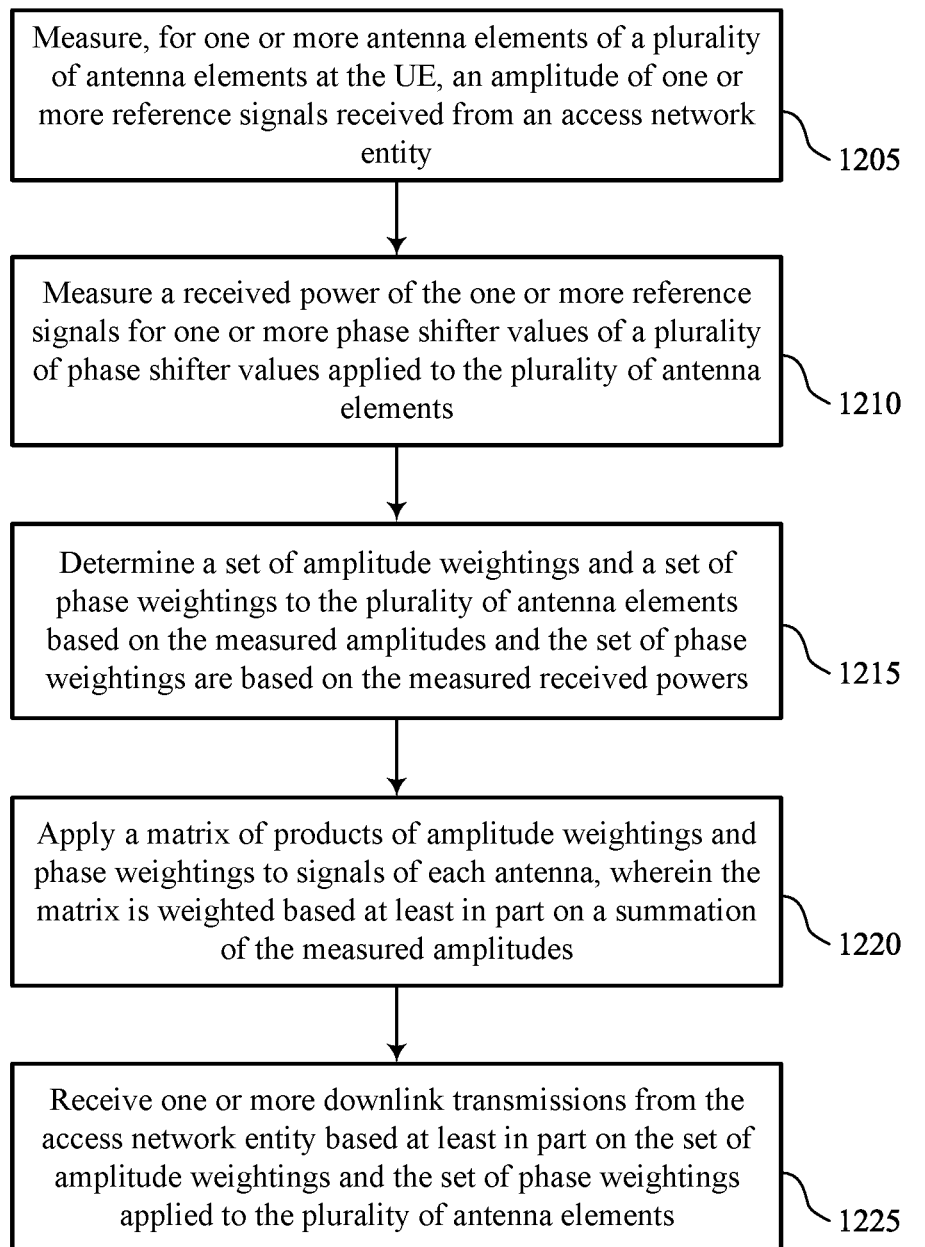 Measure, for one or more antenna elements of a plurality
of antenna elements at the UE, an amplitude of one or
more reference signals received from an access network
entity
1205
Measure a received power of the one or more reference
signals for one or more phase shifter values of a plurality
of phase shifter values applied to the plurality of antenna
elements
1210
Determine a set of amplitude weightings and a set of
phase weightings to the plurality of antenna elements
based on the measured amplitudes and the set of phase
weightings are based on the measured received powers
1215
Apply a matrix of products of amplitude weightings and
phase weightings to signals of each antenna, wherein the
matrix is weighted based at least in part on a summation
of the measured amplitudes
1220
Receive one or more downlink transmissions from the
access network entity based at least in part on the set of
amplitude weightings and the set of phase weightings
applied to the plurality of antenna elements
1225